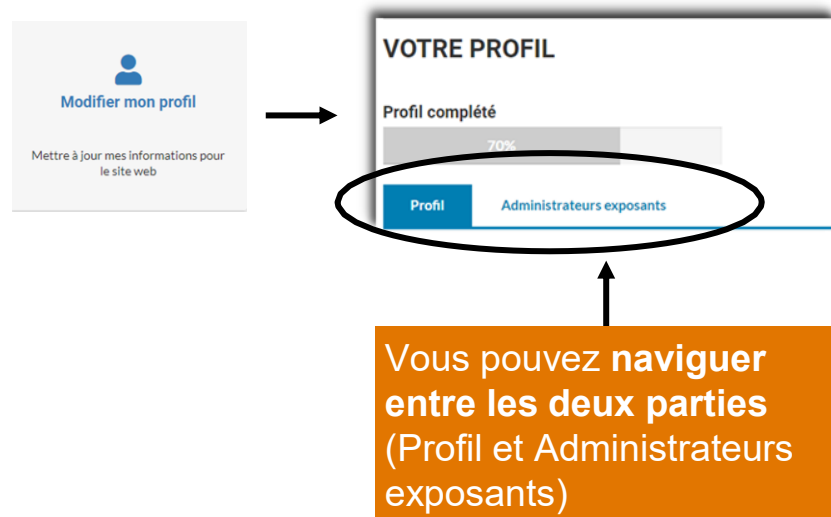 Modifier mon profil
Mettre à jour mes informations pour
le site web
VOTRE PROFIL
Profil complété
70%
Profil
Administrateurs exposants
Vous pouvez naviguer
entre les deux parties
(Profil et Administrateurs
exposants)